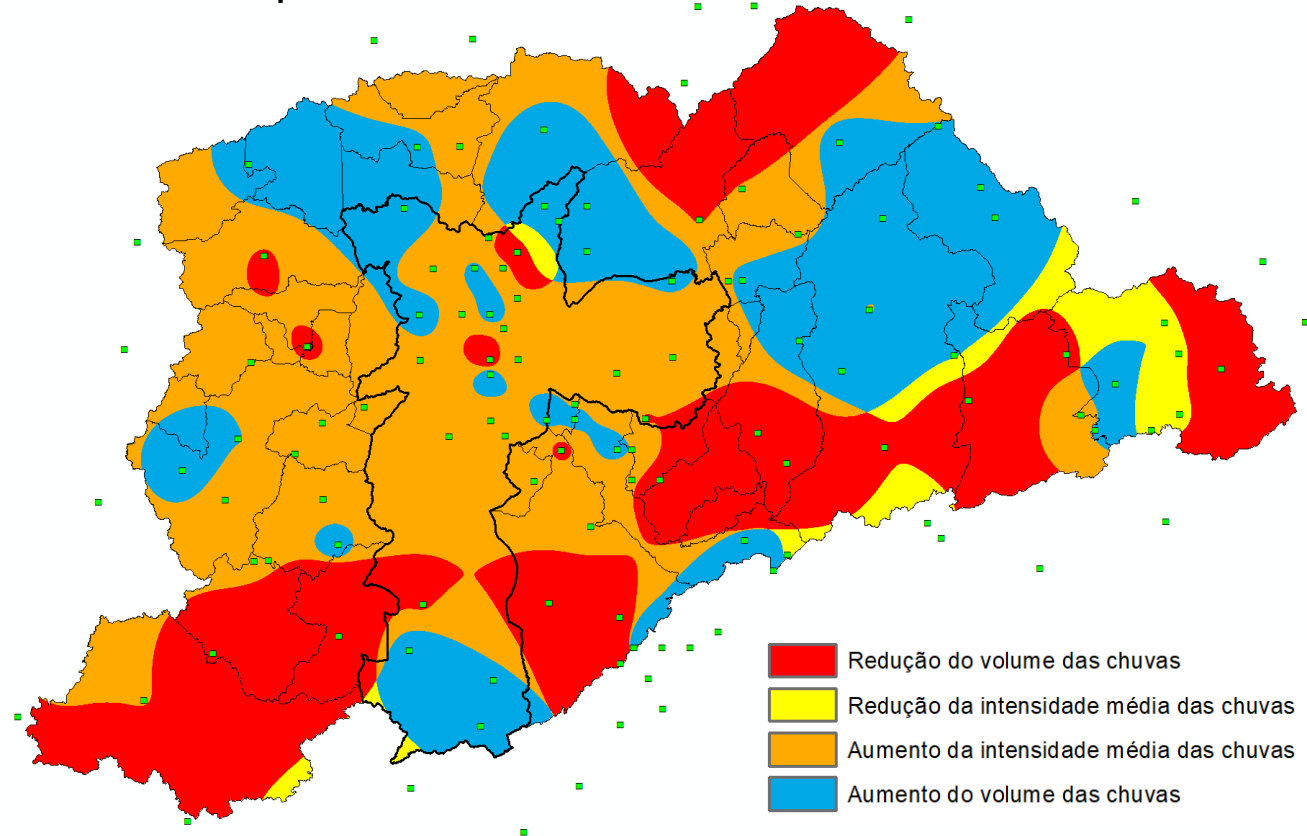 Redução do volume das chuvas
Redução da intensidade média das chuvas
Aumento da intensidade média das chuvas
Aumento do volume das chuvas